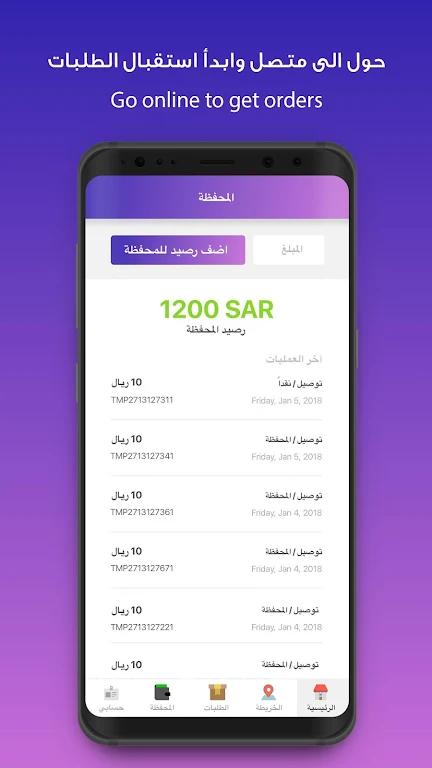 حول الى متصل وابدأ استقبال الطلبات
Go online to get orders
المحفظة
المبلغ
اضف رصيد للمحفظة
1200 SAR
رصيد المحفظة
اخر العمليات
توصيل / نقداً
10 ريال
Friday, Jan 5, 2018
TMP2713127311
توصيل / المحفظة
10 ريال
Friday, Jan 5, 2018
TMP2713127341
توصيل / المحفظة
10 ريال
Friday, Jan 4, 2018
TMP2713127361
توصيل / المحفظة
10 ريال
Friday, Jan 4, 2018
TMP2713127671
توصيل / المحفظة
10 ريال
Friday, Jan 4, 2018
TMP2713127221
توصيل / المحفظة
10 ريال
الرئيسية
الخريطة
الطلبات
المحفظة
حسابي